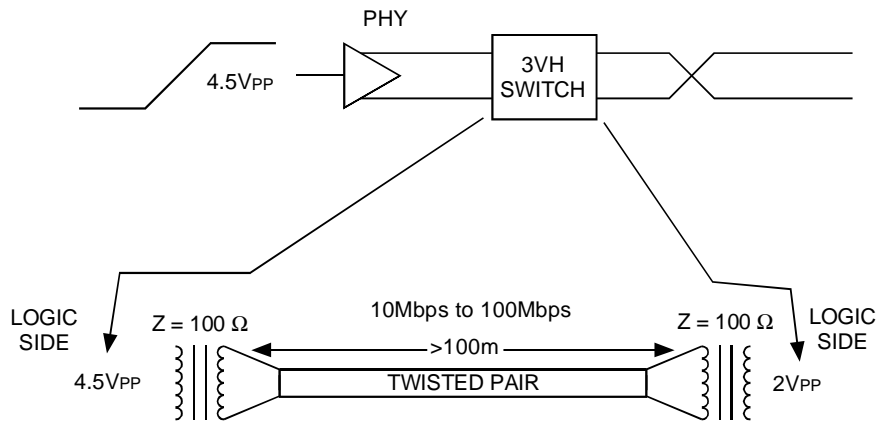 PHY
4.5VPP
3VH
SWITCH
LOGIC
SIDE
Z = 100 Ω
10Mbps to 100Mbps
Z = 100 Ω
LOGIC
SIDE
>100m
4.5VPP
TWISTED PAIR
2VPP